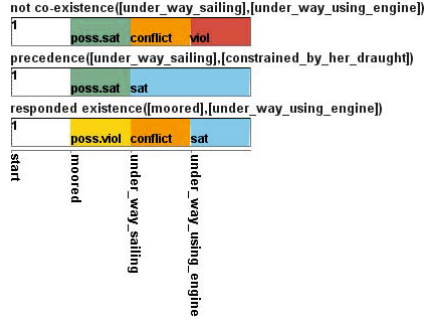 not co-existence([under_way_sailing],[under_way_using_engine])
1
poss.sat conflict viol
precedence([under_way_sailing],[constrained_by_her_draught])
1
poss.sat sat
responded existence([moored],[under_way_using_engine])
1
poss.viol conflict sat
start
moored
under_way_sailing
under_way_using_engine